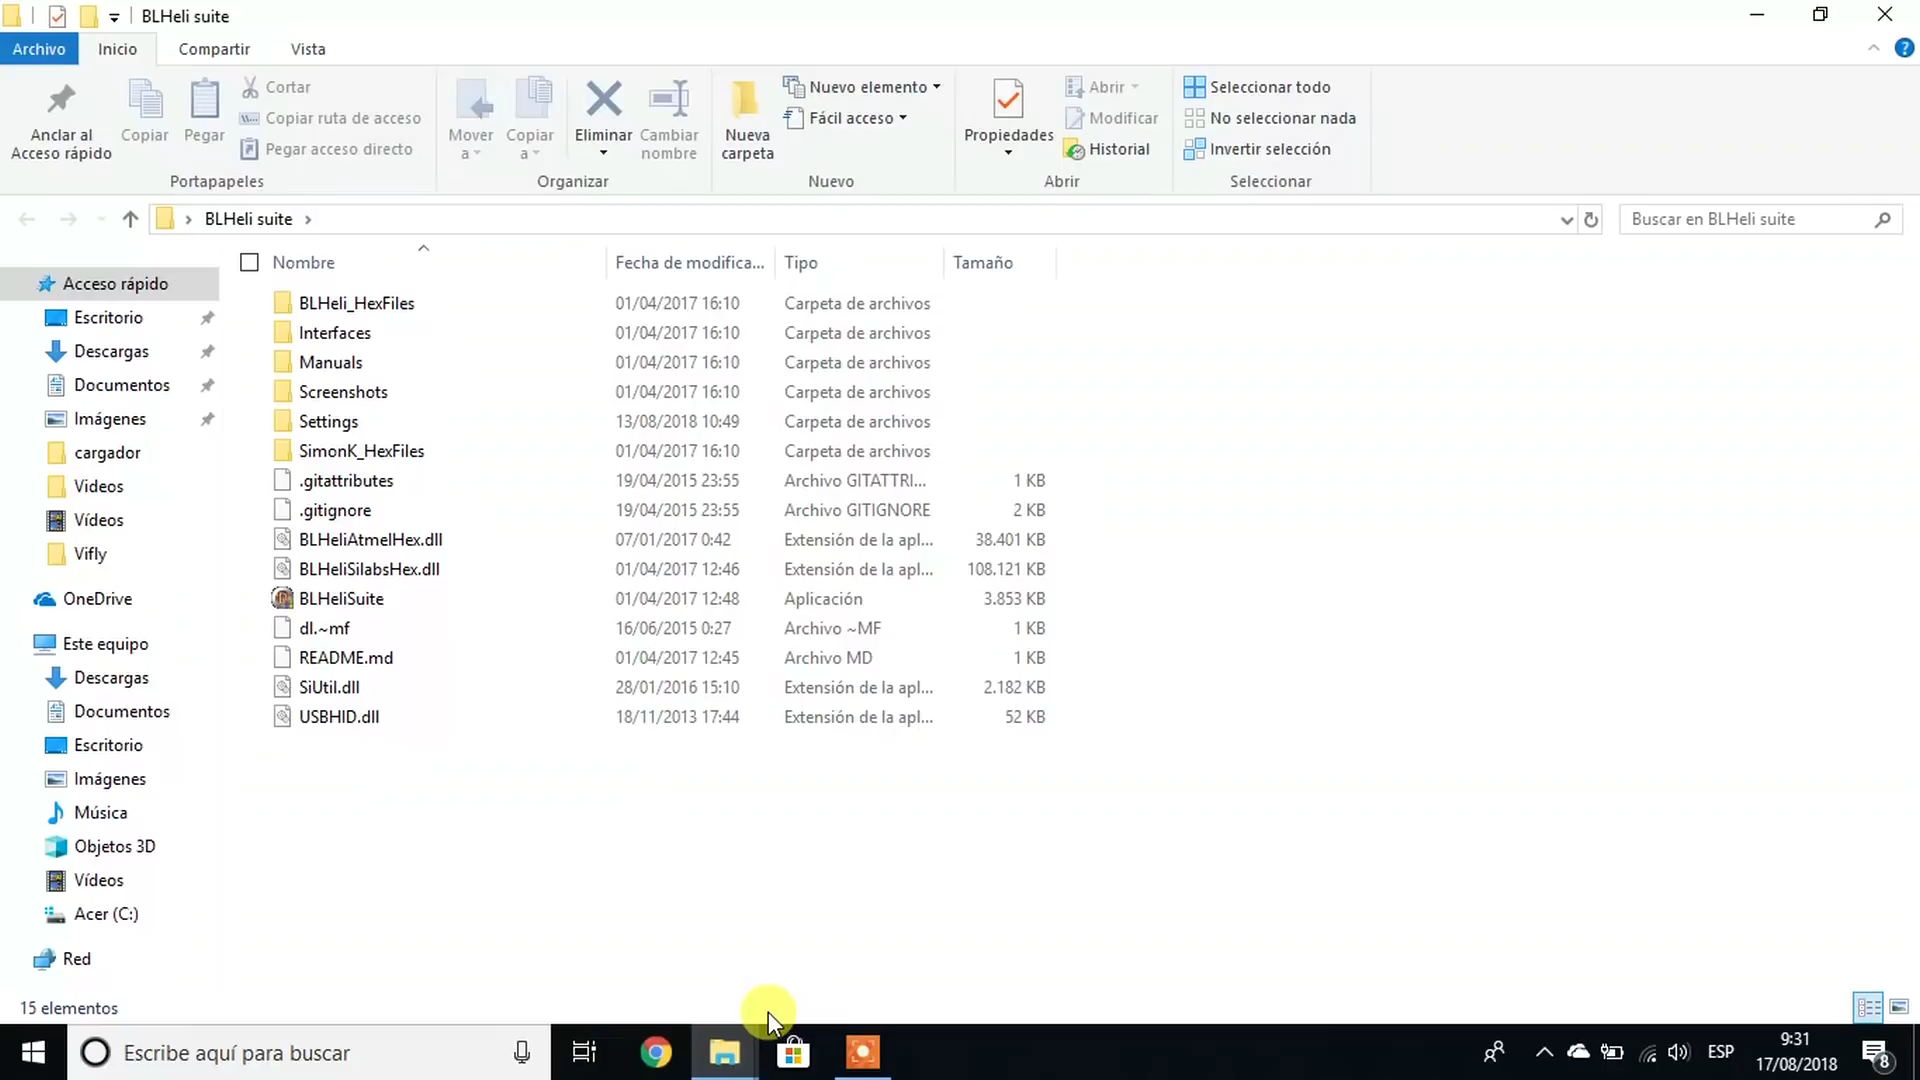 BLHeli suite
Archivo Inicio Compartir Vista
Anclar al Acceso rápido
Copiar
Pegar
Cortar
Copiar ruta de acceso
Pegar acceso directo
Portapapeles
Mover a
Copiar a
Eliminar
Cambiar nombre
Organizar
Nueva carpeta
Nuevo elemento
Fácil acceso
Nuevo
Propiedades
Abrir
Modificar
Historial
Abrir
Seleccionar todo
No seleccionar nada
Invertir selección
Seleccionar
BLHeli suite
Buscar en BLHeli suite
Acceso rápido
Escritorio
Descargas
Documentos
Imágenes
cargador
Videos
Vídeos
Vifly
OneDrive
Este equipo
Descargas
Documentos
Escritorio
Imágenes
Música
Objetos 3D
Vídeos
Acer (C:)
Red
Nombre Fecha de modifica... Tipo Tamaño
BLHeli_HexFiles 01/04/2017 16:10 Carpeta de archivos
Interfaces 01/04/2017 16:10 Carpeta de archivos
Manuals 01/04/2017 16:10 Carpeta de archivos
Screenshots 01/04/2017 16:10 Carpeta de archivos
Settings 13/08/2018 10:49 Carpeta de archivos
SimonK_HexFiles 01/04/2017 16:10 Carpeta de archivos
.gitattributes 19/04/2015 23:55 Archivo GITATTRI... 1 KB
.gitignore 19/04/2015 23:55 Archivo GITIGNORE 2 KB
BLHeliAtmelHex.dll 07/01/2017 0:42 Extensión de la apl... 38.401 KB
BLHeliSilabsHex.dll 01/04/2017 12:46 Extensión de la apl... 108.121 KB
BLHeliSuite 01/04/2017 12:48 Aplicación 3.853 KB
dl.~mf 16/06/2015 0:27 Archivo ~MF 1 KB
README.md 01/04/2017 12:45 Archivo MD 1 KB
SiUtil.dll 28/01/2016 15:10 Extensión de la apl... 2.182 KB
USBHID.dll 18/11/2013 17:44 Extensión de la apl... 52 KB
15 elementos
Escribe aquí para buscar
ESP
9:31
17/08/2018
8